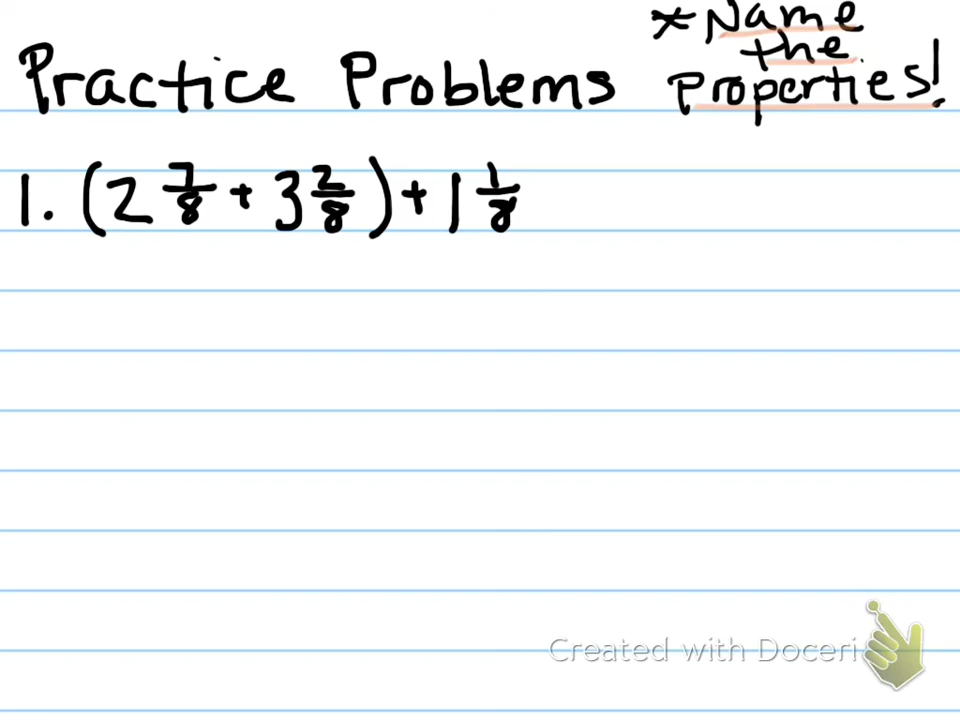 * Name
the
Practice Problems Properties!
1. (2 7/8 + 3 2/8) + 1 1/8
Created with Doceri